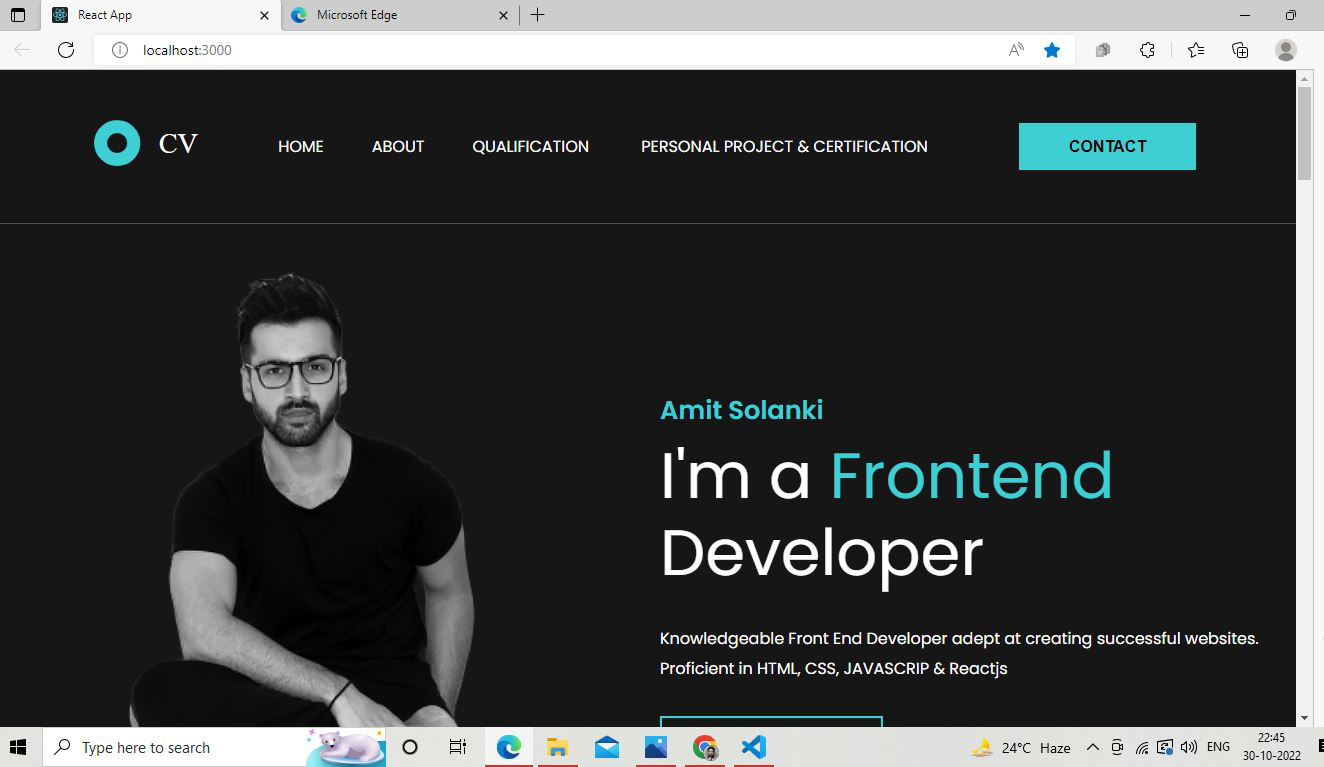 React App
Microsoft Edge
localhost:3000
CV
HOME
ABOUT
QUALIFICATION
PERSONAL PROJECT & CERTIFICATION
CONTACT
Amit Solanki
I'm a Frontend
Developer
Knowledgeable Front End Developer adept at creating successful websites.
Proficient in HTML, CSS, JAVASCRIP & Reactjs
Type here to search
24°C Haze
ENG
22:45
30-10-2022